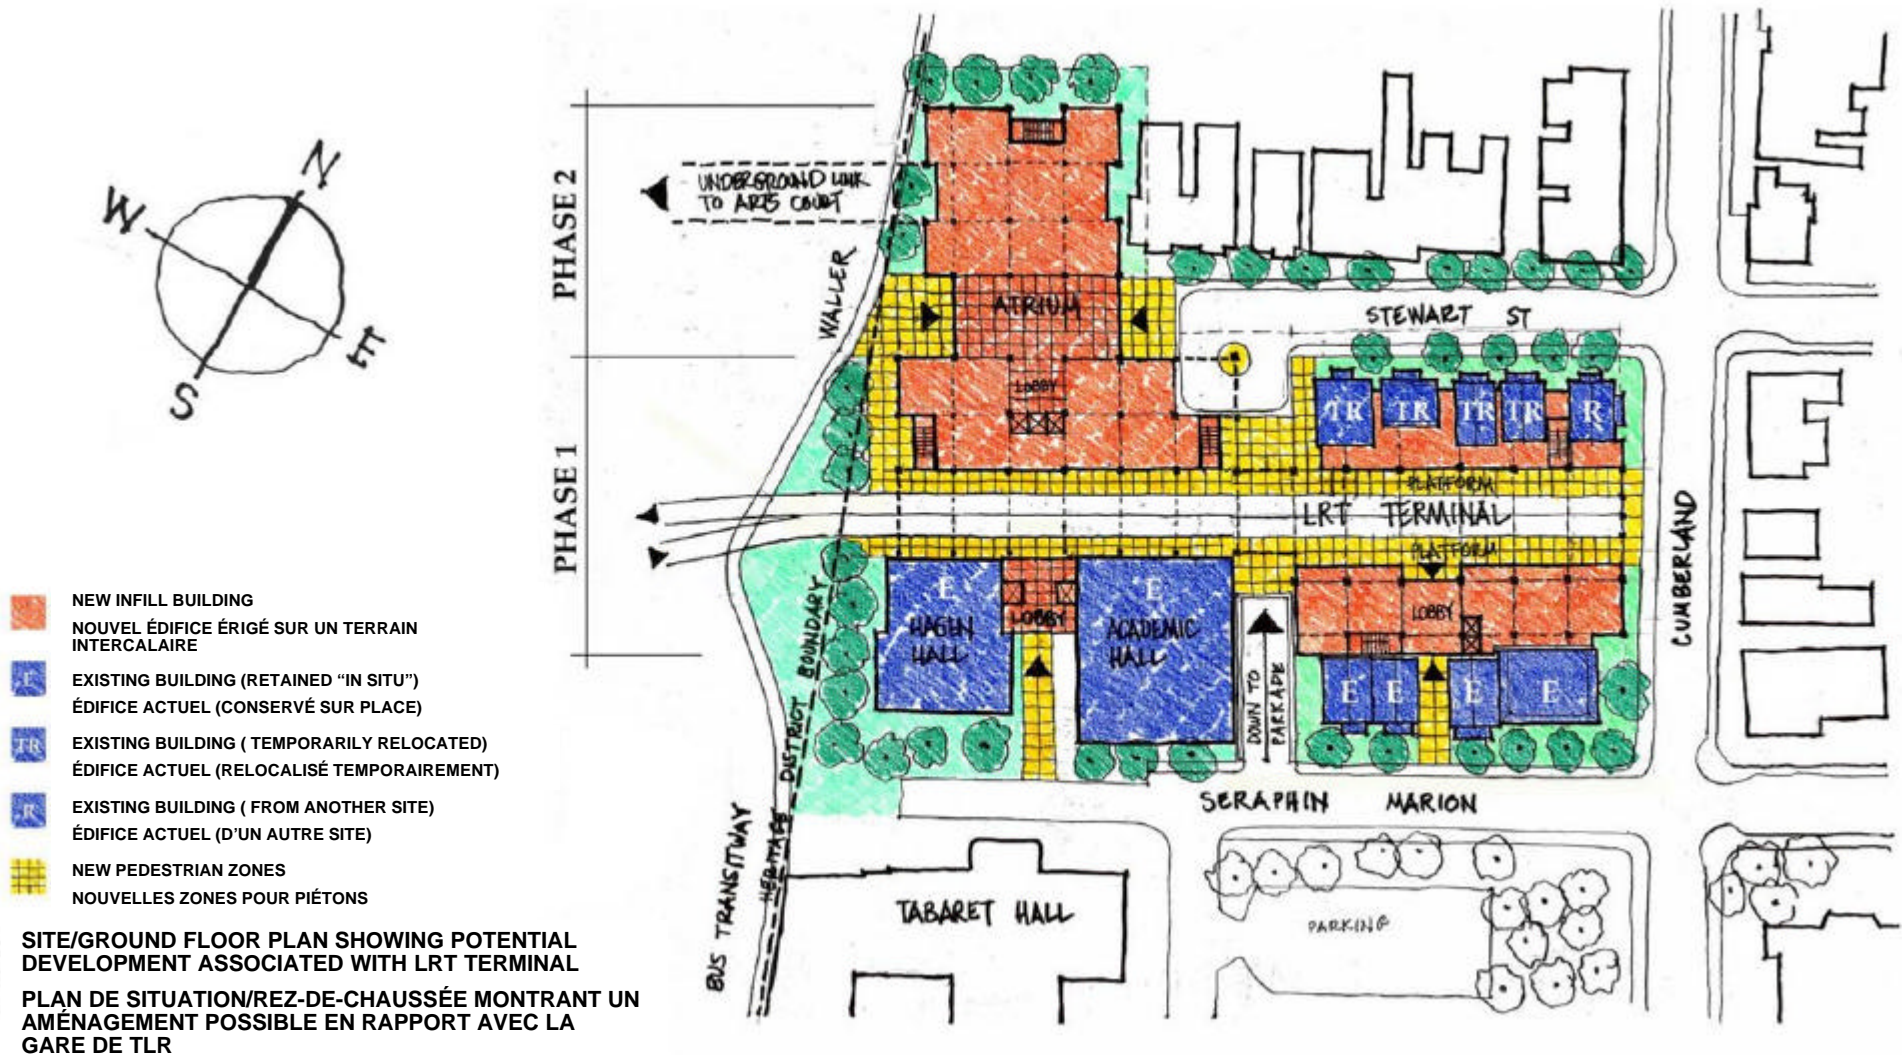 N
W
E
S
PHASE 2
PHASE 1
UNDERGROUND LINK
TO ARTS COURT
WALLER
ATRIUM
LOBBY
STEWART ST
TR
TR
TR
TR
R
PLATFORM
LRT TERMINAL
PLATFORM
CUMBERLAND
E
HAGEN
HALL
LOBBY
E
ACADEMIC
HALL
DOWN TO
PARKADE
LOBBY
E
E
E
E
HERITAGE DISTRICT BOUNDARY
BUS TRANSITWAY
SERAPHIN MARION
TABARET HALL
PARKING
NEW INFILL BUILDING
NOUVEL ÉDIFICE ÉRIGÉ SUR UN TERRAIN
INTERCALAIRE
E
EXISTING BUILDING (RETAINED “IN SITU”)
ÉDIFICE ACTUEL (CONSERVÉ SUR PLACE)
TR
EXISTING BUILDING ( TEMPORARILY RELOCATED)
ÉDIFICE ACTUEL (RELOCALISÉ TEMPORAIREMENT)
R
EXISTING BUILDING ( FROM ANOTHER SITE)
ÉDIFICE ACTUEL (D’UN AUTRE SITE)
NEW PEDESTRIAN ZONES
NOUVELLES ZONES POUR PIÉTONS
SITE/GROUND FLOOR PLAN SHOWING POTENTIAL
DEVELOPMENT ASSOCIATED WITH LRT TERMINAL
PLAN DE SITUATION/REZ-DE-CHAUSSÉE MONTRANT UN
AMÉNAGEMENT POSSIBLE EN RAPPORT AVEC LA
GARE DE TLR